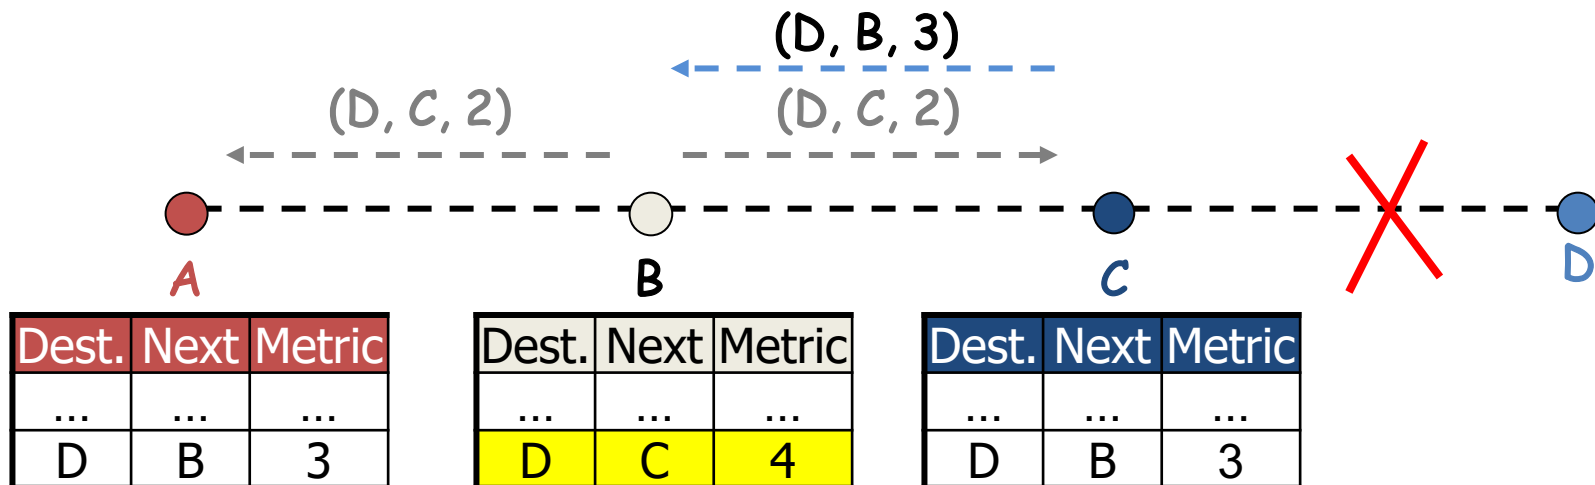 (D, B, 3)
(D, C, 2) (D, C, 2)
A B C D
Dest. Next Metric Dest. Next Metric Dest. Next Metric
... ... ... ... ... ... ... ... ...
D B 3 D C 4 D B 3